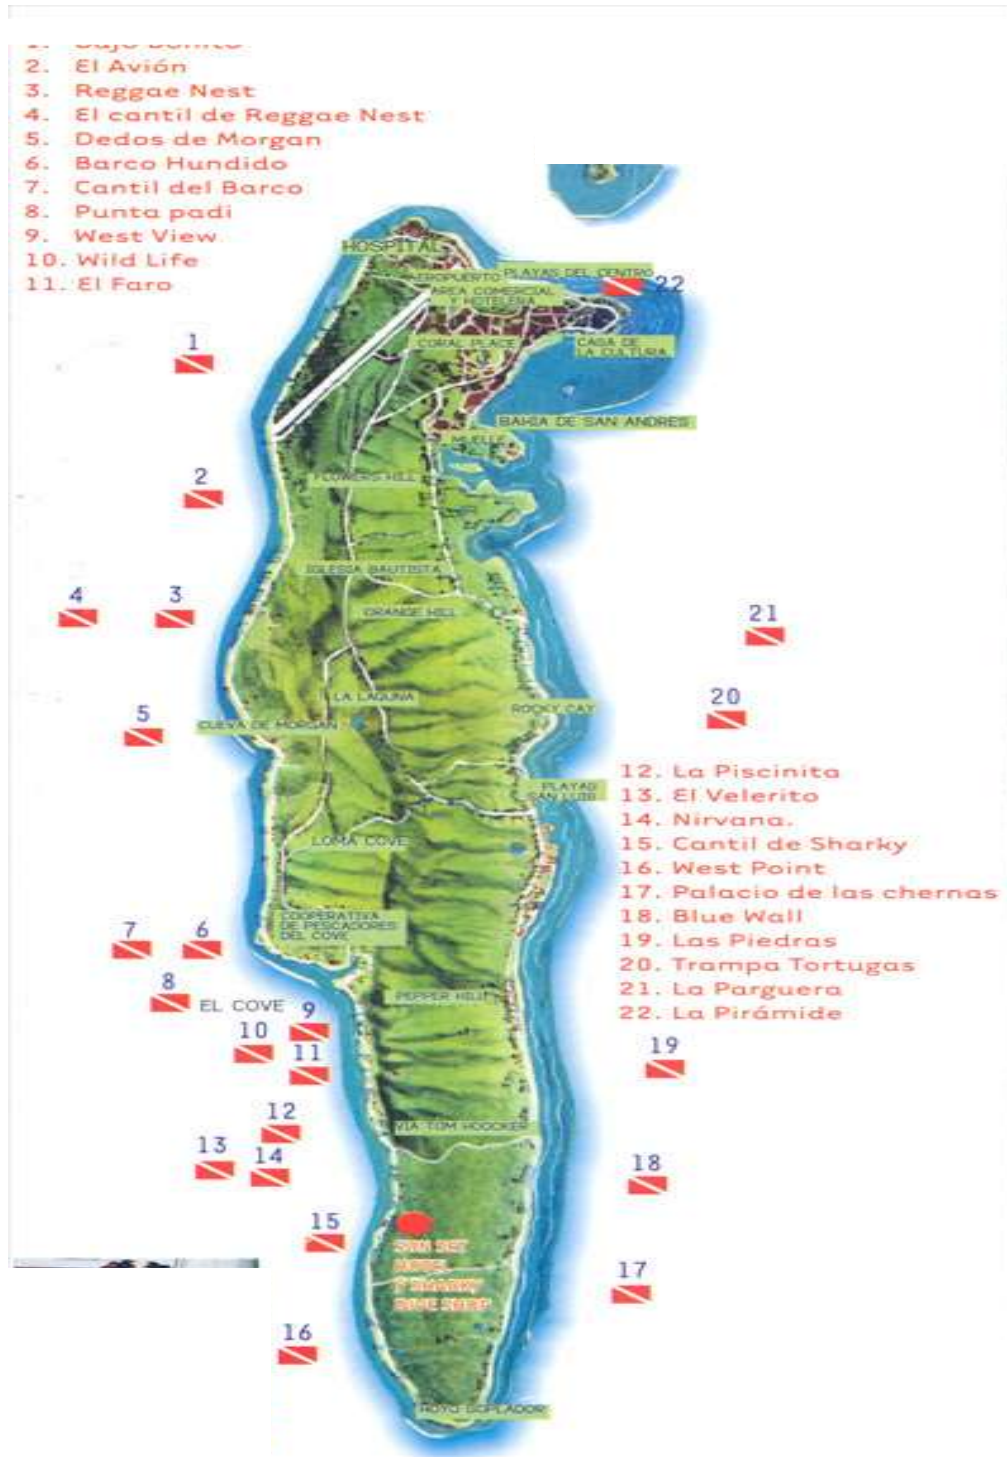 2. El Avión
3. Reggae Nest
4. El cantil de Reggae Nest
5. Dedos de Morgan
6. Barco Hundido
7. Cantil del Barco
8. Punta padi
9. West View
10. Wild Life
11. El Faro
HOSPITAL
AEROPUERTO
PLAYAS DEL CENTRO
22
AREA COMERCIAL
Y HOTELERA
1
CORAL PLACE
CASA DE
LA CULTURA
BAHIA DE SAN ANDRES
MUELLE
2
FLOWERS HILL
IGLESIA BAUTISTA
4
3
ORANGE HILL
21
LA LAGUNA
ROCKY CAY
20
5
CUEVA DE MORGAN
12. La Piscinita
13. El Velerito
14. Nirvana.
15. Cantil de Sharky
16. West Point
17. Palacio de las chernas
18. Blue Wall
19. Las Piedras
20. Trampa Tortugas
21. La Parguera
22. La Pirámide
PLAYAS
SAN LUIS
LOMA COVE
COOPERATIVA
DE PESCADORES
DEL COVE
7
6
8
EL COVE
PEPPER HILL
9
10
11
19
12
VIA TOM HOOCKER
13
14
18
15
SUN SET
HOTEL
Y SHARKY
DIVE SHOP
17
16
HOYO SOPLADOR